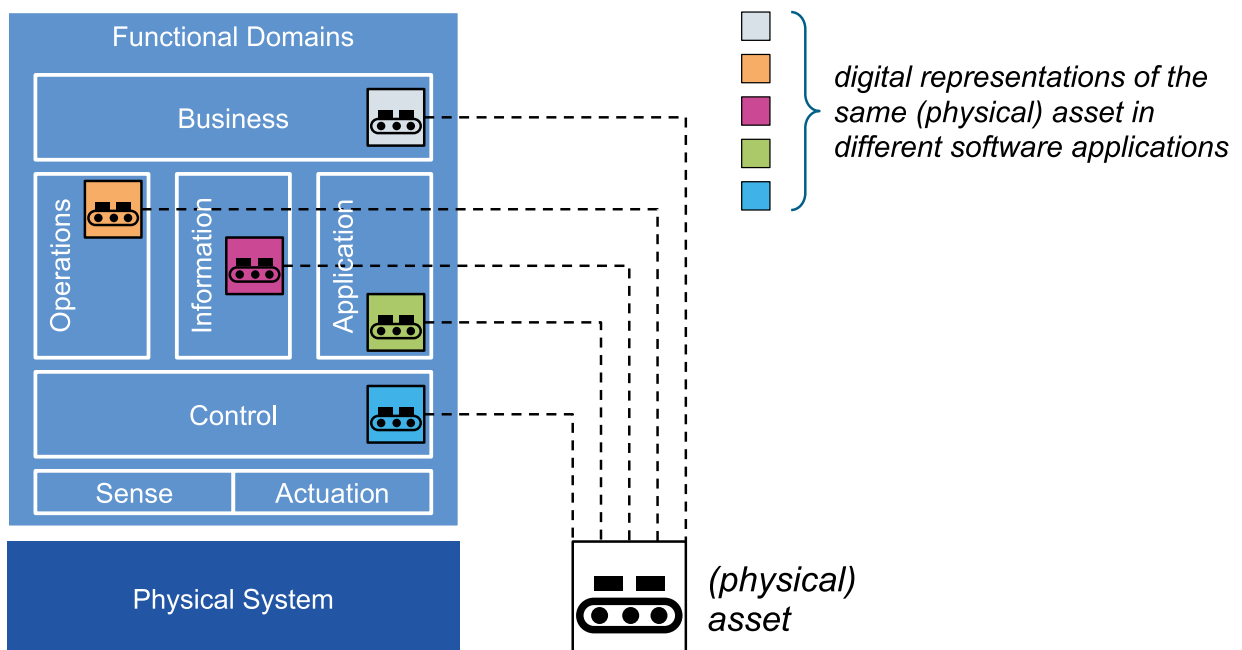 Functional Domains
Business
Operations
Information
Application
Control
Sense
Actuation
Physical System
digital representations of the
same (physical) asset in
different software applications
(physical)
asset